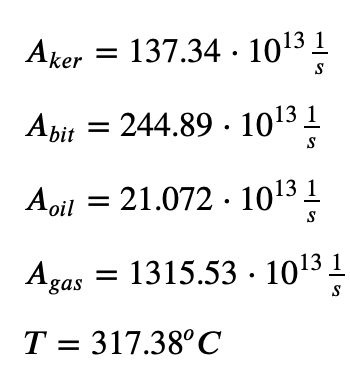 A_ker = 137.34 · 10^13 1/s
A_bit = 244.89 · 10^13 1/s
A_oil = 21.072 · 10^13 1/s
A_gas = 1315.53 · 10^13 1/s
T = 317.38°C